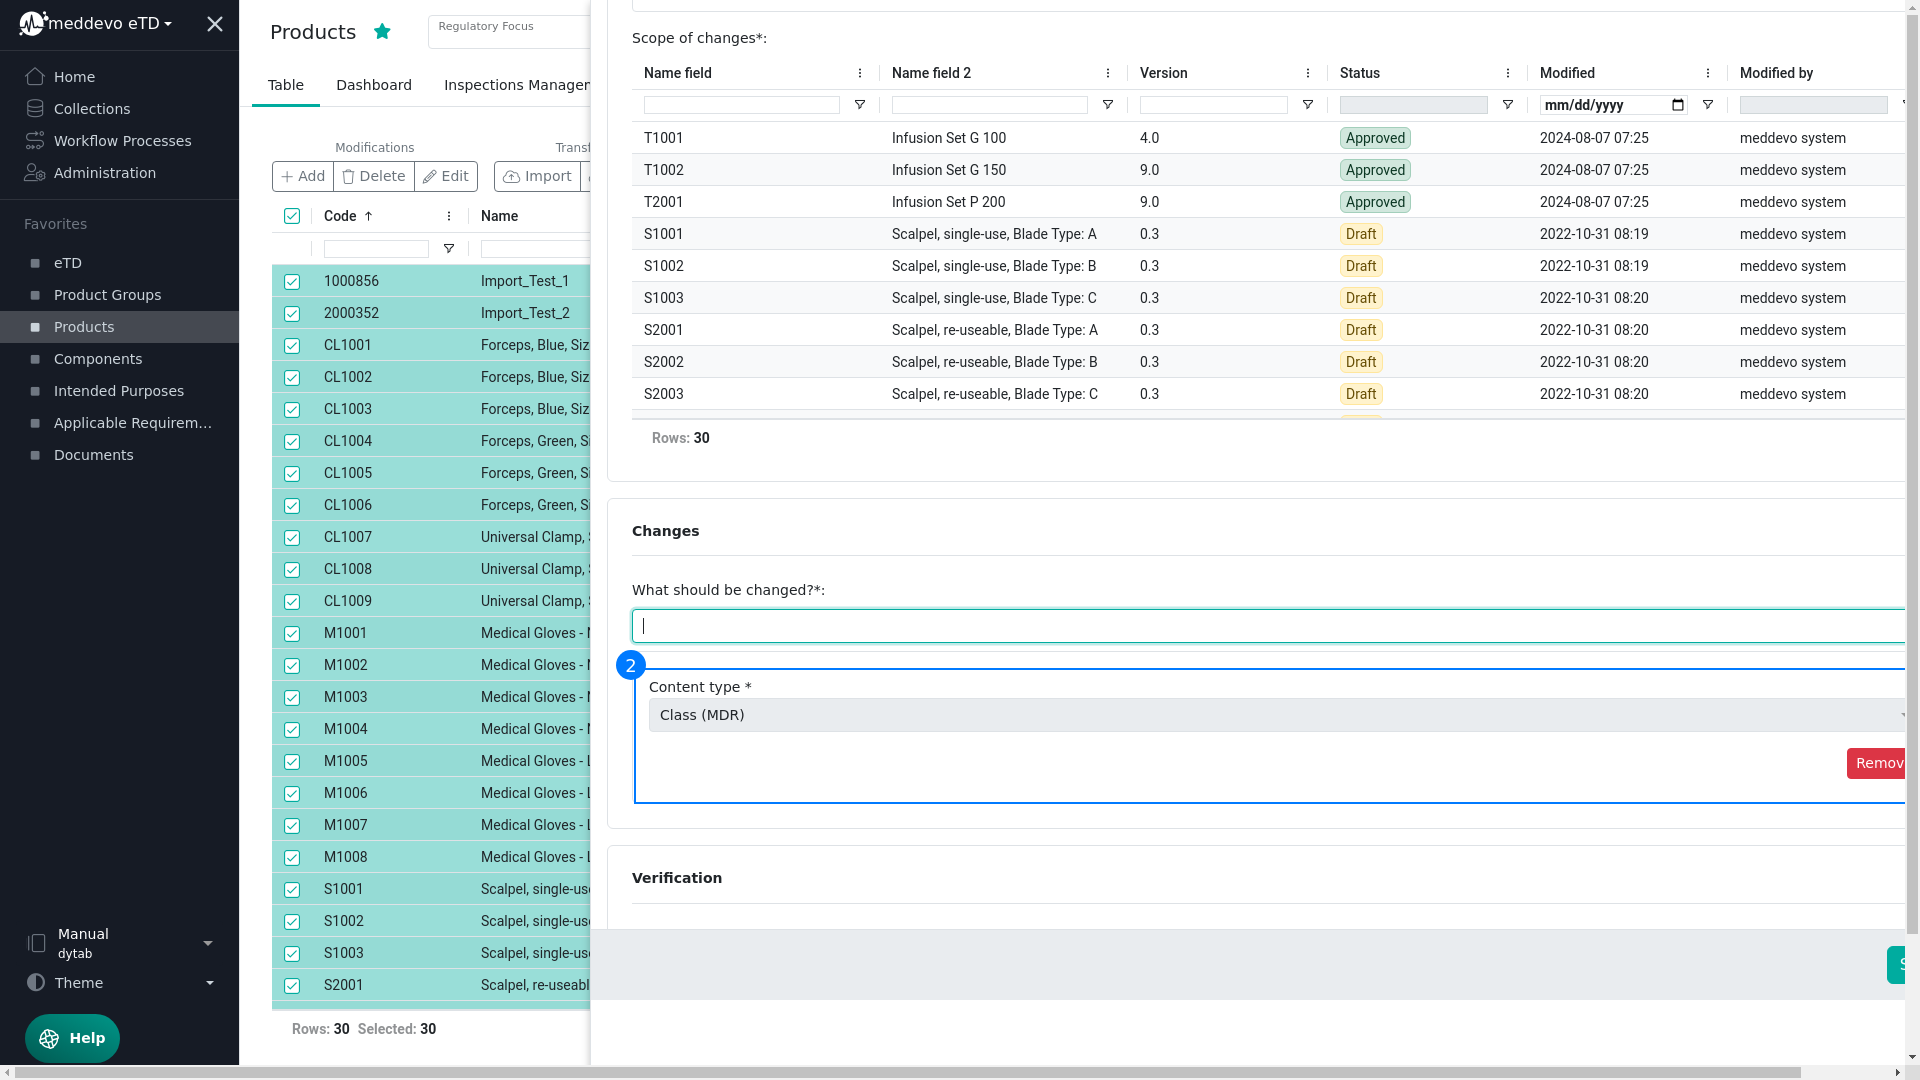 meddevo eTD
Home
Collections
Workflow Processes
Administration
Favorites
eTD
Product Groups
Products
Components
Intended Purposes
Applicable Requirem...
Documents
Manual
dytab
Theme
Help
Products
Regulatory Focus
Table Dashboard Inspections Manager
Modifications
Add Delete Edit Import
Code Name
1000856 Import_Test_1
2000352 Import_Test_2
CL1001 Forceps, Blue, Siz
CL1002 Forceps, Blue, Siz
CL1003 Forceps, Blue, Siz
CL1004 Forceps, Green, Si
CL1005 Forceps, Green, Si
CL1006 Forceps, Green, Si
CL1007 Universal Clamp,
CL1008 Universal Clamp,
CL1009 Universal Clamp,
M1001 Medical Gloves -
M1002 Medical Gloves -
M1003 Medical Gloves -
M1004 Medical Gloves -
M1005 Medical Gloves - L
M1006 Medical Gloves - L
M1007 Medical Gloves - L
M1008 Medical Gloves - L
S1001 Scalpel, single-use
S1002 Scalpel, single-use
S1003 Scalpel, single-use
S2001 Scalpel, re-useabl
Rows: 30 Selected: 30
Scope of changes*:
Name field Name field 2 Version Status Modified Modified by
mm/dd/yyyy
T1001 Infusion Set G 100 4.0 Approved 2024-08-07 07:25 meddevo system
T1002 Infusion Set G 150 9.0 Approved 2024-08-07 07:25 meddevo system
T2001 Infusion Set P 200 9.0 Approved 2024-08-07 07:25 meddevo system
S1001 Scalpel, single-use, Blade Type: A 0.3 Draft 2022-10-31 08:19 meddevo system
S1002 Scalpel, single-use, Blade Type: B 0.3 Draft 2022-10-31 08:19 meddevo system
S1003 Scalpel, single-use, Blade Type: C 0.3 Draft 2022-10-31 08:20 meddevo system
S2001 Scalpel, re-useable, Blade Type: A 0.3 Draft 2022-10-31 08:20 meddevo system
S2002 Scalpel, re-useable, Blade Type: B 0.3 Draft 2022-10-31 08:20 meddevo system
S2003 Scalpel, re-useable, Blade Type: C 0.3 Draft 2022-10-31 08:20 meddevo system
Rows: 30
Changes
What should be changed?*:
2
Content type *
Class (MDR)
Remov
Verification